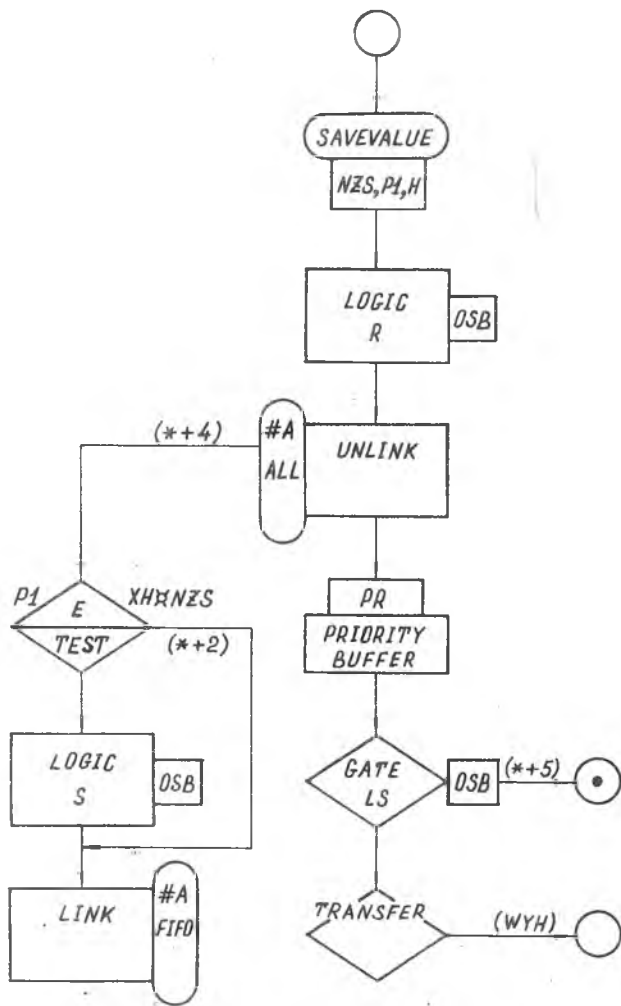 SAVEVALUE
NZS,P1,H
LOGIC
R
OSB
(*+4)
#A
ALL
UNLINK
P1
E
XH¤NZS
TEST
(*+2)
PR
PRIORITY
BUFFER
LOGIC
S
OSB
GATE
LS
OSB
(*+5)
LINK
#A
FIFO
TRANSFER
(WYH)